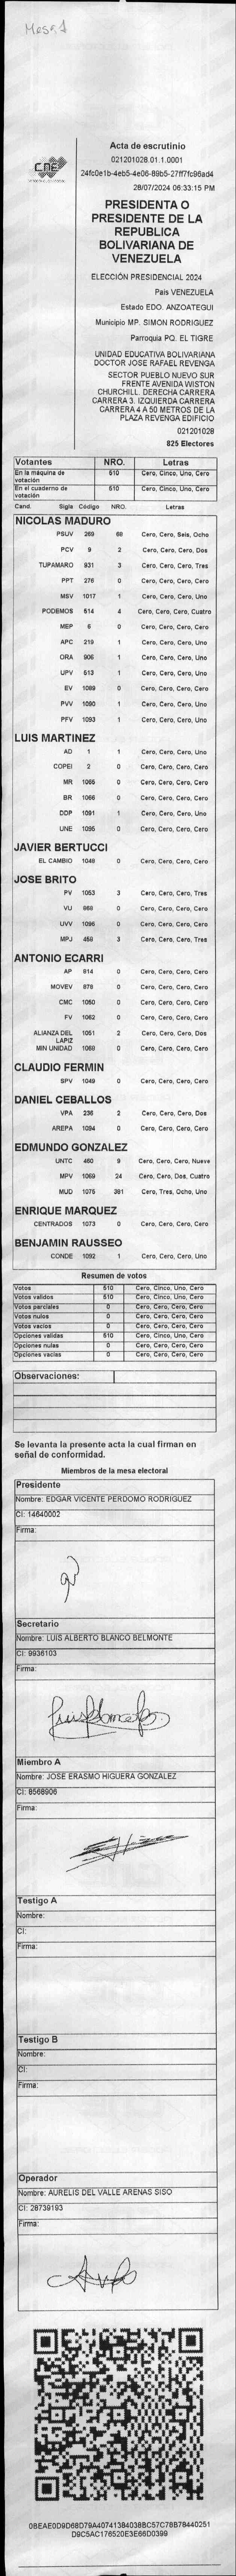 Mesa 1
CNE
Acta de escrutinio
021201028.01.1.0001
24fc0e1b-4eb5-4e06-89b5-27ff7fc96ad4
28/07/2024 06:33:15 PM
PRESIDENTA O
PRESIDENTE DE LA
REPUBLICA
BOLIVARIANA DE
VENEZUELA
ELECCIÓN PRESIDENCIAL 2024
País VENEZUELA
Estado EDO. ANZOATEGUI
Municipio MP. SIMON RODRIGUEZ
Parroquia PQ. EL TIGRE
UNIDAD EDUCATIVA BOLIVARIANA
DOCTOR JOSE RAFAEL REVENGA
SECTOR PUEBLO NUEVO SUR
FRENTE AVENIDA WISTON
CHURCHILL. DERECHA CARRERA
CARRERA 3. IZQUIERDA CARRERA
CARRERA 4 A 50 METROS DE LA
PLAZA REVENGA EDIFICIO
021201028
825 Electores
Votantes NRO. Letras
En la máquina de votación 510 Cero, Cinco, Uno, Cero
En el cuaderno de votación 510 Cero, Cinco, Uno, Cero
Cand. Sigla Código NRO. Letras
NICOLAS MADURO
PSUV 269 68 Cero, Cero, Seis, Ocho
PCV 9 2 Cero, Cero, Cero, Dos
TUPAMARO 931 3 Cero, Cero, Cero, Tres
PPT 276 0 Cero, Cero, Cero, Cero
MSV 1017 1 Cero, Cero, Cero, Uno
PODEMOS 514 4 Cero, Cero, Cero, Cuatro
MEP 6 0 Cero, Cero, Cero, Cero
APC 219 1 Cero, Cero, Cero, Uno
ORA 906 1 Cero, Cero, Cero, Uno
UPV 513 1 Cero, Cero, Cero, Uno
EV 1089 0 Cero, Cero, Cero, Cero
PVV 1090 1 Cero, Cero, Cero, Uno
PFV 1093 1 Cero, Cero, Cero, Uno
LUIS MARTINEZ
AD 1 1 Cero, Cero, Cero, Uno
COPEI 2 0 Cero, Cero, Cero, Cero
MR 1065 0 Cero, Cero, Cero, Cero
BR 1066 0 Cero, Cero, Cero, Cero
DDP 1091 1 Cero, Cero, Cero, Uno
UNE 1095 0 Cero, Cero, Cero, Cero
JAVIER BERTUCCI
EL CAMBIO 1046 0 Cero, Cero, Cero, Cero
JOSE BRITO
PV 1053 3 Cero, Cero, Cero, Tres
VU 969 0 Cero, Cero, Cero, Cero
UVV 1096 0 Cero, Cero, Cero, Cero
MPJ 459 3 Cero, Cero, Cero, Tres
ANTONIO ECARRI
AP 814 0 Cero, Cero, Cero, Cero
MOVEV 878 0 Cero, Cero, Cero, Cero
CMC 1050 0 Cero, Cero, Cero, Cero
FV 1062 0 Cero, Cero, Cero, Cero
ALIANZA DEL LAPIZ 1051 2 Cero, Cero, Cero, Dos
MIN UNIDAD 1068 0 Cero, Cero, Cero, Cero
CLAUDIO FERMIN
SPV 1049 0 Cero, Cero, Cero, Cero
DANIEL CEBALLOS
VPA 236 2 Cero, Cero, Cero, Dos
AREPA 1094 0 Cero, Cero, Cero, Cero
EDMUNDO GONZALEZ
UNTC 460 9 Cero, Cero, Cero, Nueve
MPV 1069 24 Cero, Cero, Dos, Cuatro
MUD 1075 381 Cero, Tres, Ocho, Uno
ENRIQUE MARQUEZ
CENTRADOS 1073 0 Cero, Cero, Cero, Cero
BENJAMIN RAUSSEO
CONDE 1092 1 Cero, Cero, Cero, Uno
Resumen de votos
Votos 510 Cero, Cinco, Uno, Cero
Votos validos 510 Cero, Cinco, Uno, Cero
Votos parciales 0 Cero, Cero, Cero, Cero
Votos nulos 0 Cero, Cero, Cero, Cero
Votos vacios 0 Cero, Cero, Cero, Cero
Opciones validas 510 Cero, Cinco, Uno, Cero
Opciones nulas 0 Cero, Cero, Cero, Cero
Opciones vacias 0 Cero, Cero, Cero, Cero
Observaciones:
Se levanta la presente acta la cual firman en
señal de conformidad.
Miembros de la mesa electoral
Presidente
Nombre: EDGAR VICENTE PERDOMO RODRIGUEZ
CI: 14640002
Firma:
Secretario
Nombre: LUIS ALBERTO BLANCO BELMONTE
CI: 9936103
Firma:
Miembro A
Nombre: JOSE ERASMO HIGUERA GONZALEZ
CI: 8568906
Firma:
Testigo A
Nombre:
CI:
Firma:
Testigo B
Nombre:
CI:
Firma:
Operador
Nombre: AURELIS DEL VALLE ARENAS SISO
CI: 28739193
Firma:
0BEAE0D9D68D79A407413B4038BC57C78B78440251
D9C5AC176520E3E66D0399